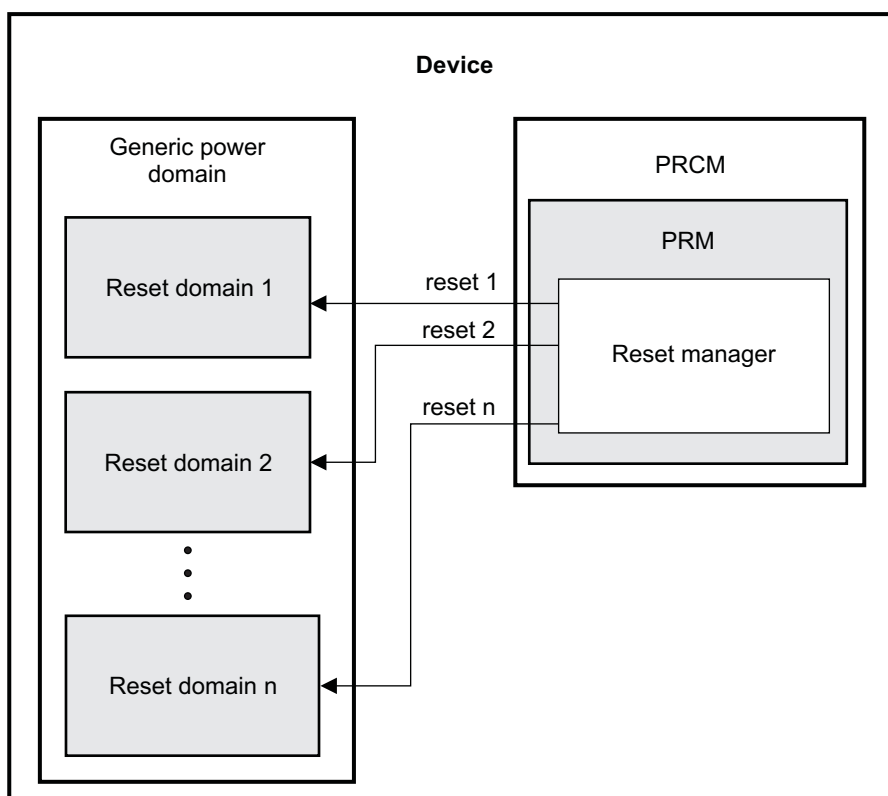 Device
Generic power
domain
Reset domain 1
Reset domain 2
Reset domain n
reset 1
reset 2
reset n
PRCM
PRM
Reset manager